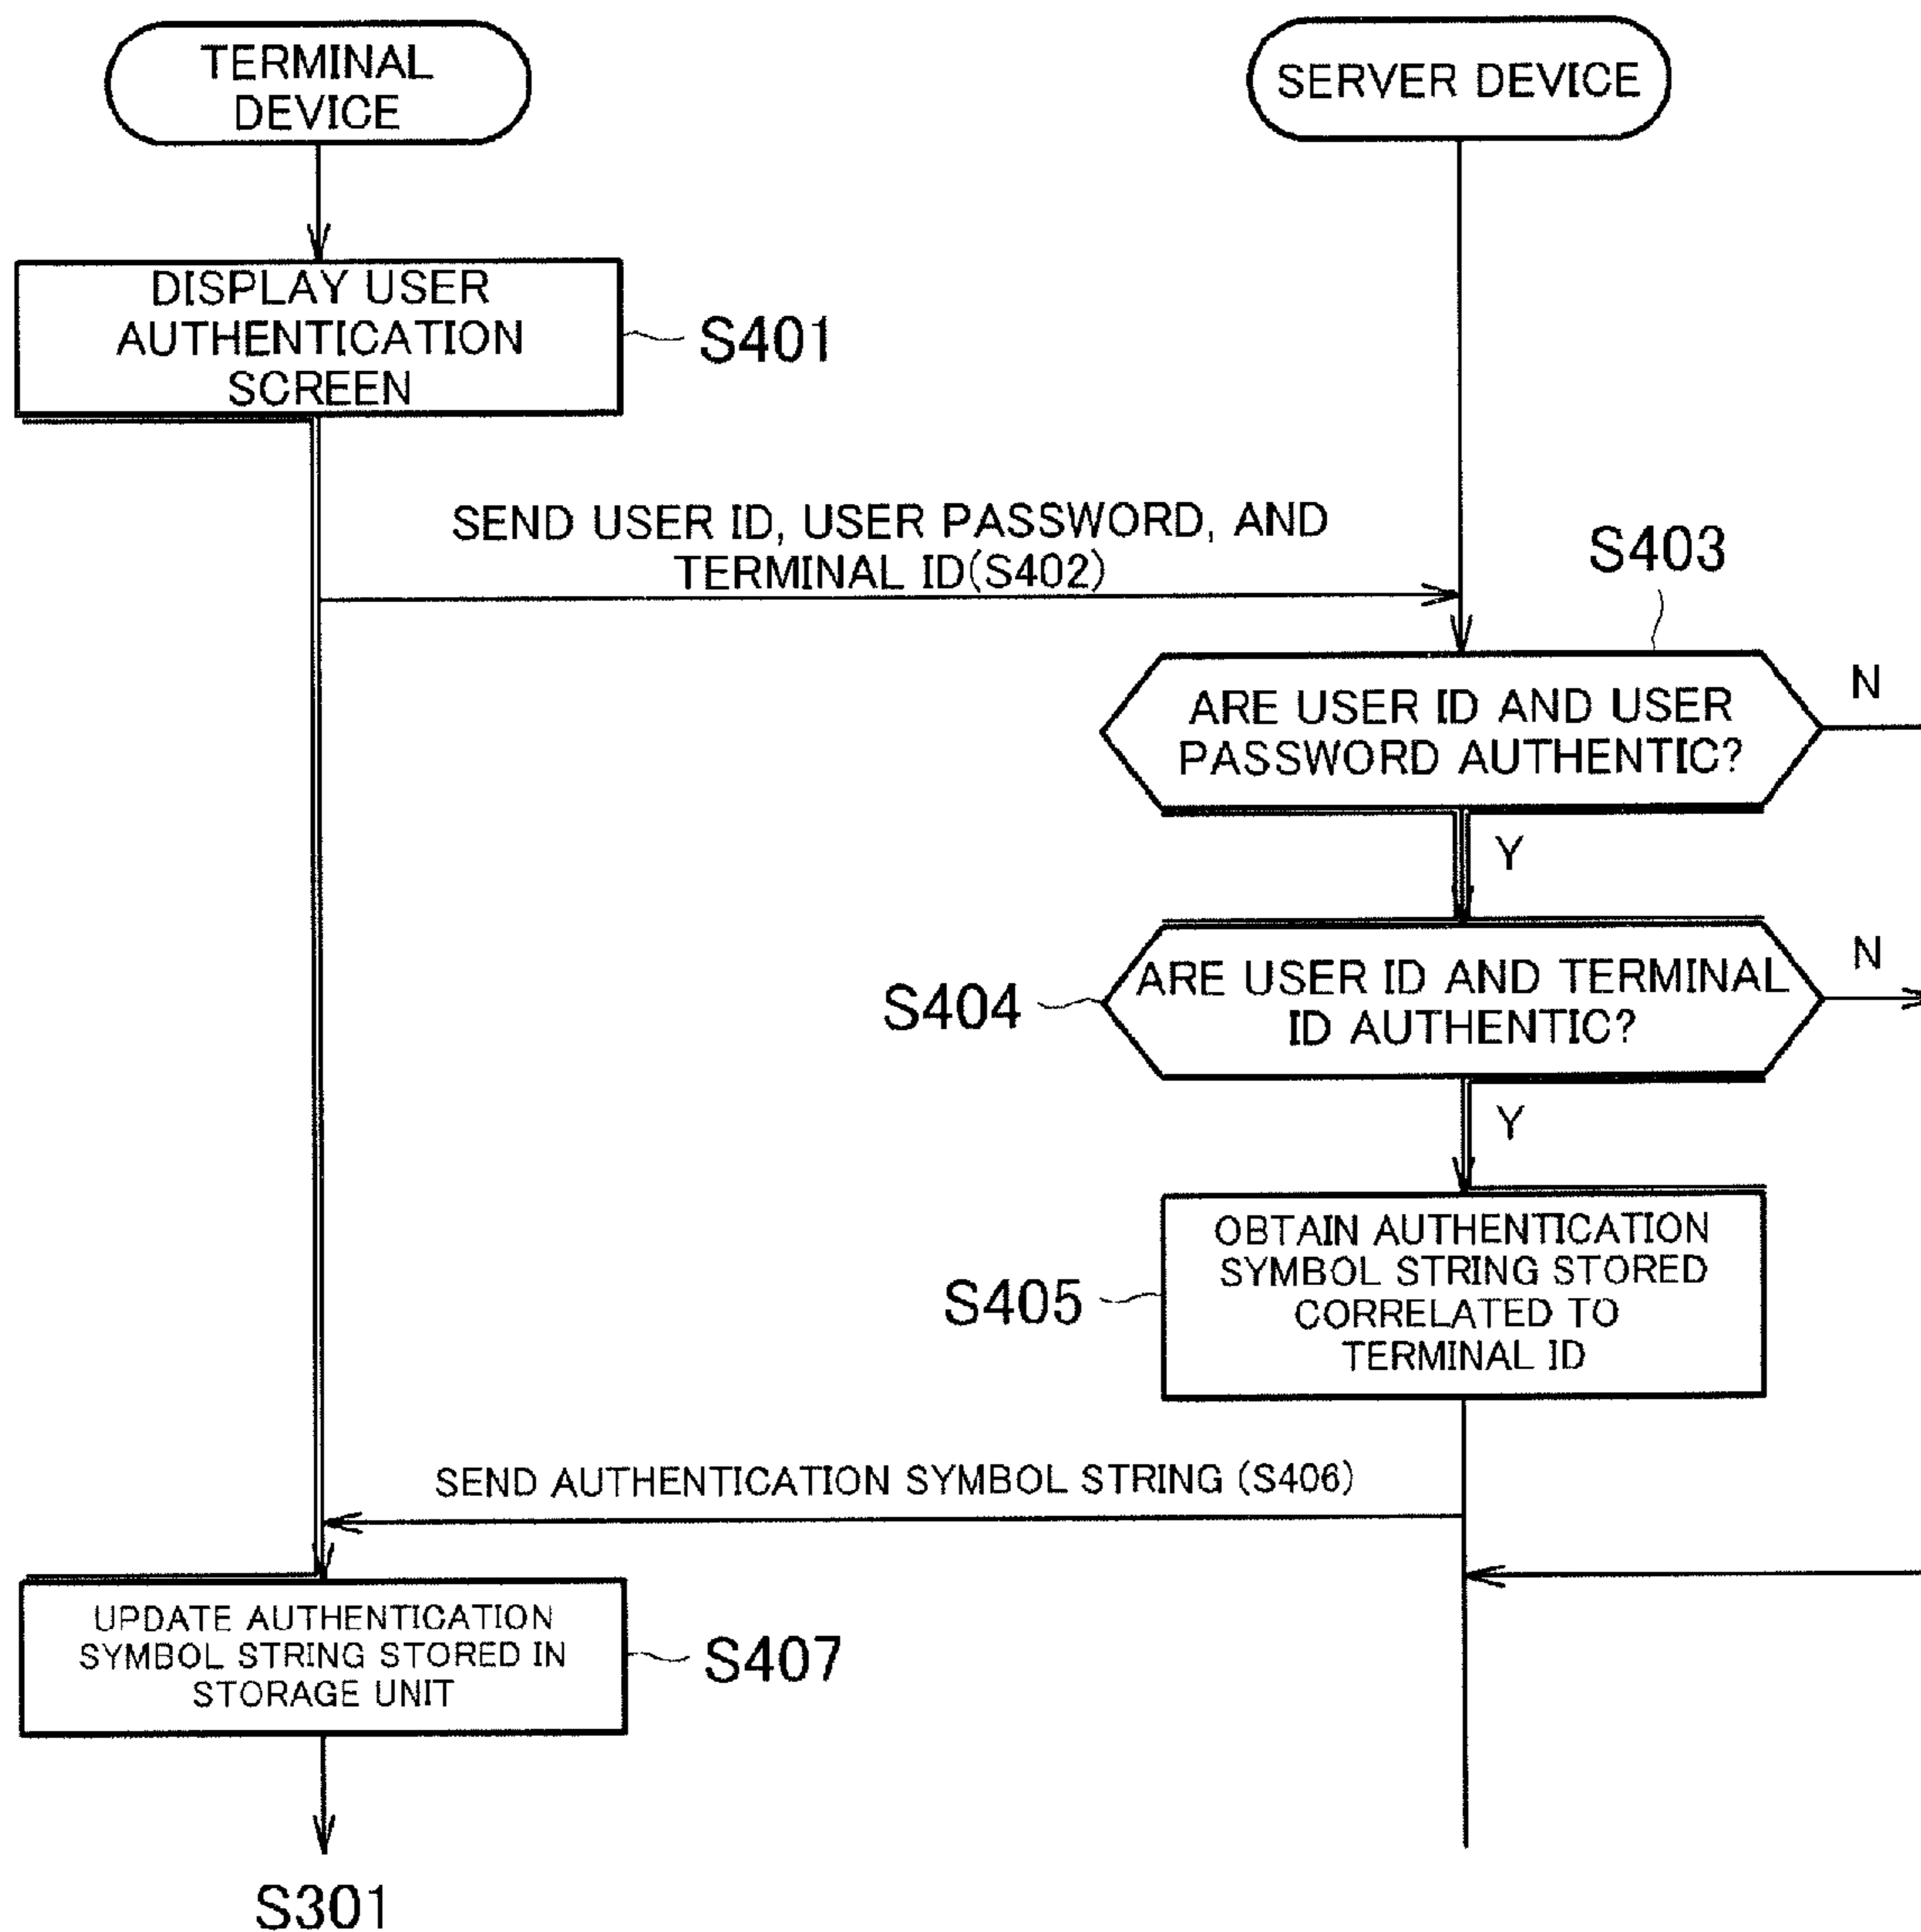 TERMINAL
DEVICE
SERVER DEVICE
DISPLAY USER
AUTHENTICATION
SCREEN
S401
SEND USER ID, USER PASSWORD, AND
TERMINAL ID(S402)
S403
ARE USER ID AND USER
PASSWORD AUTHENTIC?
N
Y
S404
ARE USER ID AND TERMINAL
ID AUTHENTIC?
N
Y
S405
OBTAIN AUTHENTICATION
SYMBOL STRING STORED
CORRELATED TO
TERMINAL ID
SEND AUTHENTICATION SYMBOL STRING (S406)
UPDATE AUTHENTICATION
SYMBOL STRING STORED IN
STORAGE UNIT
S407
S301